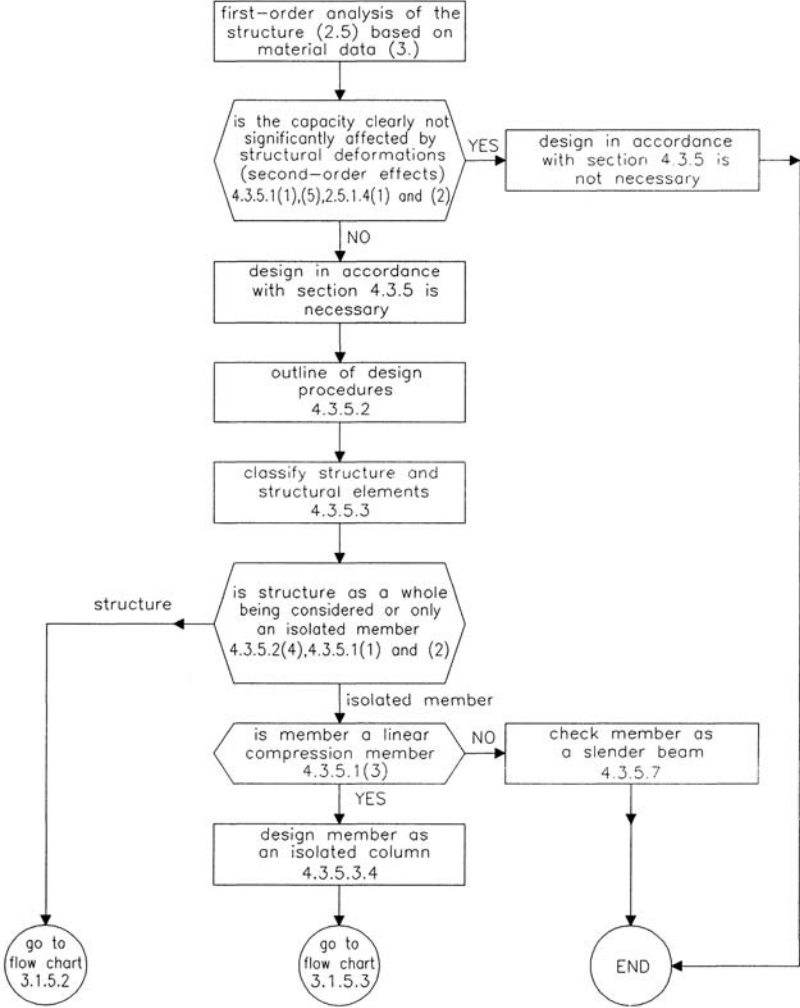 first-order analysis of the
structure (2.5) based on
material data (3.)
is the capacity clearly not
significantly affected by
structural deformations
(second-order effects)
4.3.5.1(1),(5),2.5.1.4(1) and (2)
YES
design in accordance
with section 4.3.5 is
not necessary
NO
design in accordance
with section 4.3.5 is
necessary
outline of design
procedures
4.3.5.2
classify structure and
structural elements
4.3.5.3
is structure as a whole
being considered or only
an isolated member
4.3.5.2(4),4.3.5.1(1) and (2)
structure
isolated member
is member a linear
compression member
4.3.5.1(3)
NO
check member as
a slender beam
4.3.5.7
YES
design member as
an isolated column
4.3.5.3.4
go to
flow chart
3.1.5.2
go to
flow chart
3.1.5.3
END